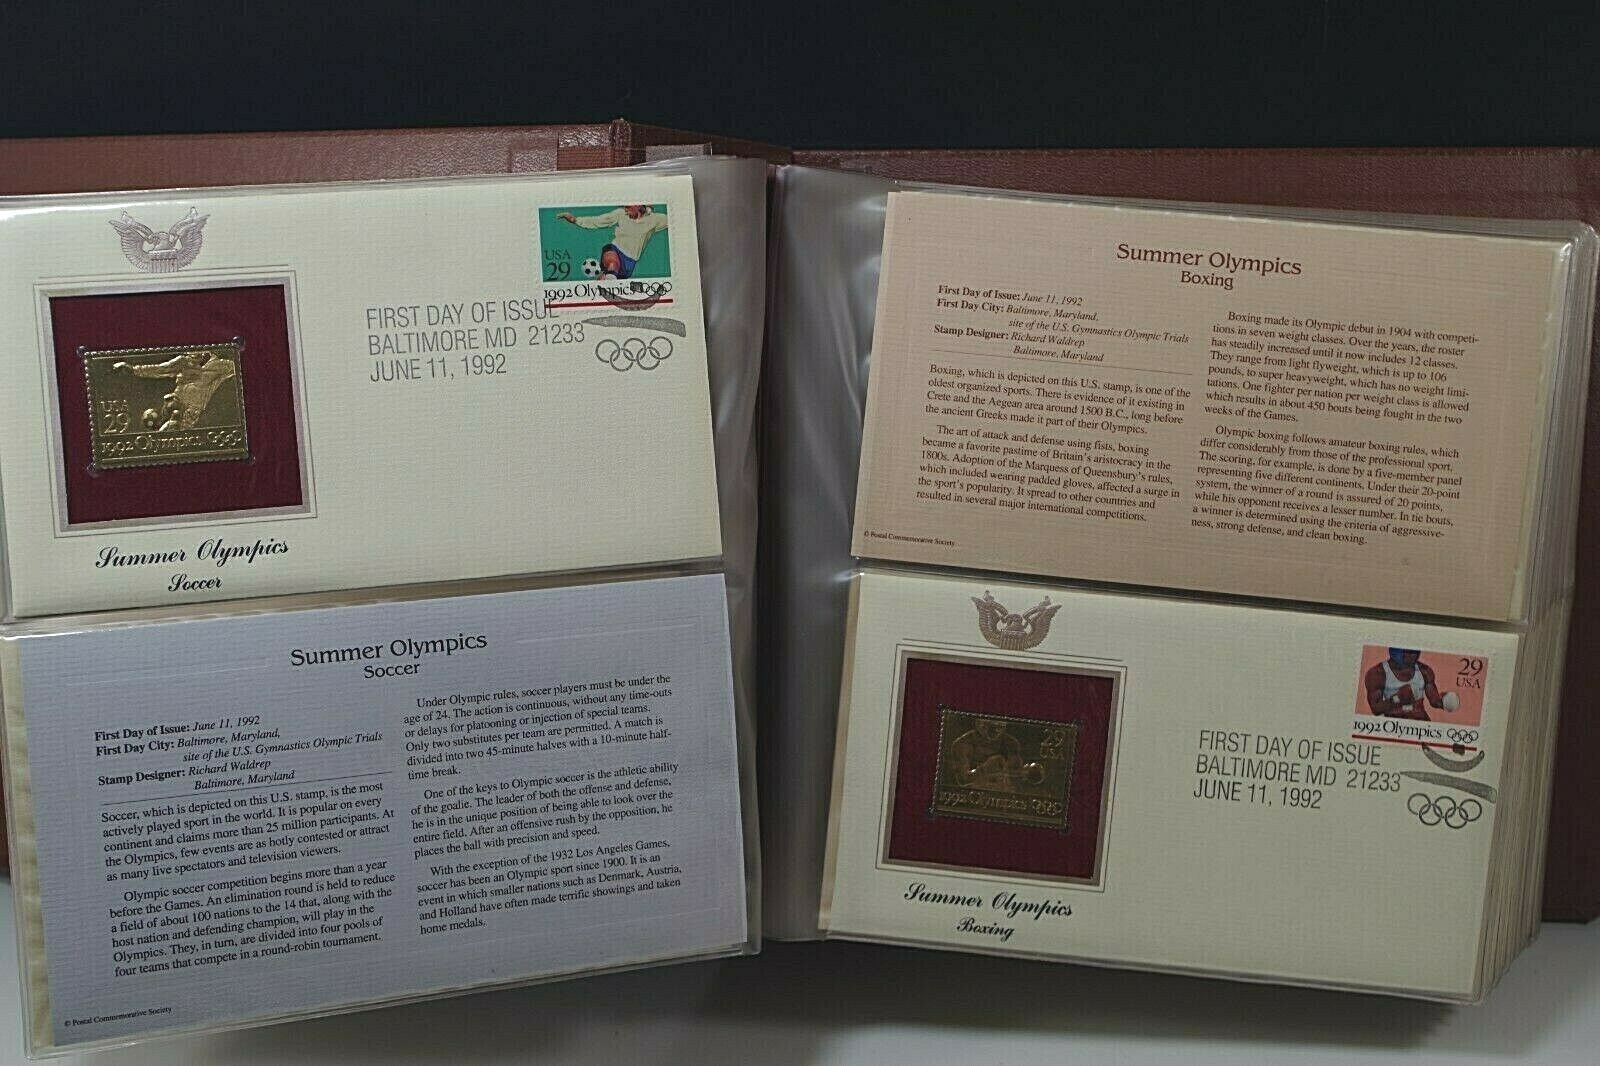 USA
29
1992 Olympics
FIRST DAY OF ISSUE
BALTIMORE MD 21233
JUNE 11, 1992
USA
29
1992 Olympics
Summer Olympics
Soccer
Summer Olympics
Soccer
First Day of Issue: June 11, 1992
First Day City: Baltimore, Maryland,
site of the U.S. Gymnastics Olympic Trials
Stamp Designer: Richard Waldrep
Baltimore, Maryland
Soccer, which is depicted on this U.S. stamp, is the most
actively played sport in the world. It is popular on every
continent and claims more than 25 million participants. At
the Olympics, few events are as hotly contested or attract
as many live spectators and television viewers.
Olympic soccer competition begins more than a year
before the Games. An elimination round is held to reduce
a field of about 100 nations to the 14 that, along with the
host nation and defending champion, will play in the
Olympics. They, in turn, are divided into four pools of
four teams that compete in a round-robin tournament.
Under Olympic rules, soccer players must be under the
age of 24. The action is continuous, without any time-outs
or delays for platooning or injection of special teams.
Only two substitutes per team are permitted. A match is
divided into two 45-minute halves with a 10-minute half-
time break.
One of the keys to Olympic soccer is the athletic ability
of the goalie. The leader of both the offense and defense,
he is in the unique position of being able to look over the
entire field. After an offensive rush by the opposition, he
places the ball with precision and speed.
With the exception of the 1932 Los Angeles Games,
soccer has been an Olympic sport since 1900. It is an
event in which smaller nations such as Denmark, Austria,
and Holland have often made terrific showings and taken
home medals.
© Postal Commemorative Society
Summer Olympics
Boxing
First Day of Issue: June 11, 1992
First Day City: Baltimore, Maryland,
site of the U.S. Gymnastics Olympic Trials
Stamp Designer: Richard Waldrep
Baltimore, Maryland
Boxing, which is depicted on this U.S. stamp, is one of the
oldest organized sports. There is evidence of it existing in
Crete and the Aegean area around 1500 B.C., long before
the ancient Greeks made it part of their Olympics.
The art of attack and defense using fists, boxing
became a favorite pastime of Britain's aristocracy in the
1800s. Adoption of the Marquess of Queensbury's rules,
which included wearing padded gloves, affected a surge in
the sport's popularity. It spread to other countries and
resulted in several major international competitions.
Boxing made its Olympic debut in 1904 with competi-
tions in seven weight classes. Over the years, the roster
has steadily increased until it now includes 12 classes.
They range from light flyweight, which is up to 106
pounds, to super heavyweight, which has no weight limi-
tations. One fighter per nation per weight class is allowed
which results in about 450 bouts being fought in the two
weeks of the Games.
Olympic boxing follows amateur boxing rules, which
differ considerably from those of the professional sport.
The scoring, for example, is done by a five-member panel
representing five different continents. Under their 20-point
system, the winner of a round is assured of 20 points,
while his opponent receives a lesser number. In tie bouts,
a winner is determined using the criteria of aggressive-
ness, strong defense, and clean boxing.
© Postal Commemorative Society
29
USA
1992 Olympics
FIRST DAY OF ISSUE
BALTIMORE MD 21233
JUNE 11, 1992
29
USA
1992 Olympics
Summer Olympics
Boxing